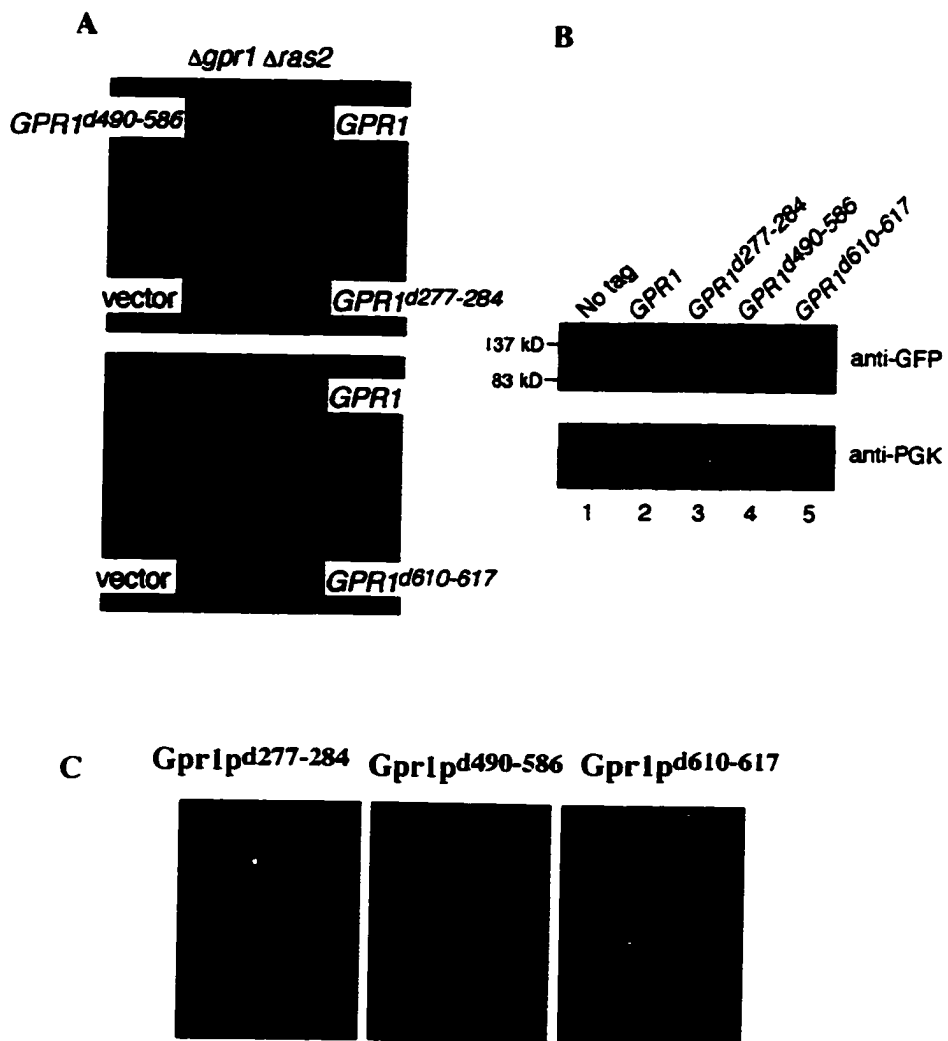 A
Δgpr1 Δras2
GPR1d490-586
GPR1
vector
GPR1d277-284
GPR1
vector
GPR1d610-617
B
No tag
GPR1
GPR1d277-284
GPR1d490-586
GPR1d610-617
137 kD
83 kD
anti-GFP
anti-PGK
1 2 3 4 5
C
Gpr1pd277-284 Gpr1pd490-586 Gpr1pd610-617